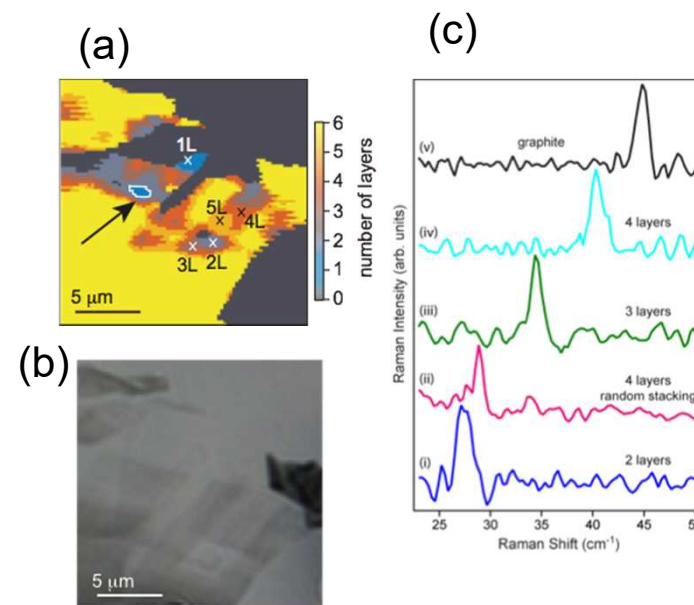 (a)
1L
5L
4L
3L
2L
5 μm
6
5
4
3
2
1
0
number of layers
(b)
5 μm
(c)
(v)
graphite
(iv)
4 layers
(iii)
3 layers
(ii)
4 layers
random stacking
(i)
2 layers
Raman Intensity (arb. units)
25
30
35
40
45
Raman Shift (cm⁻¹)